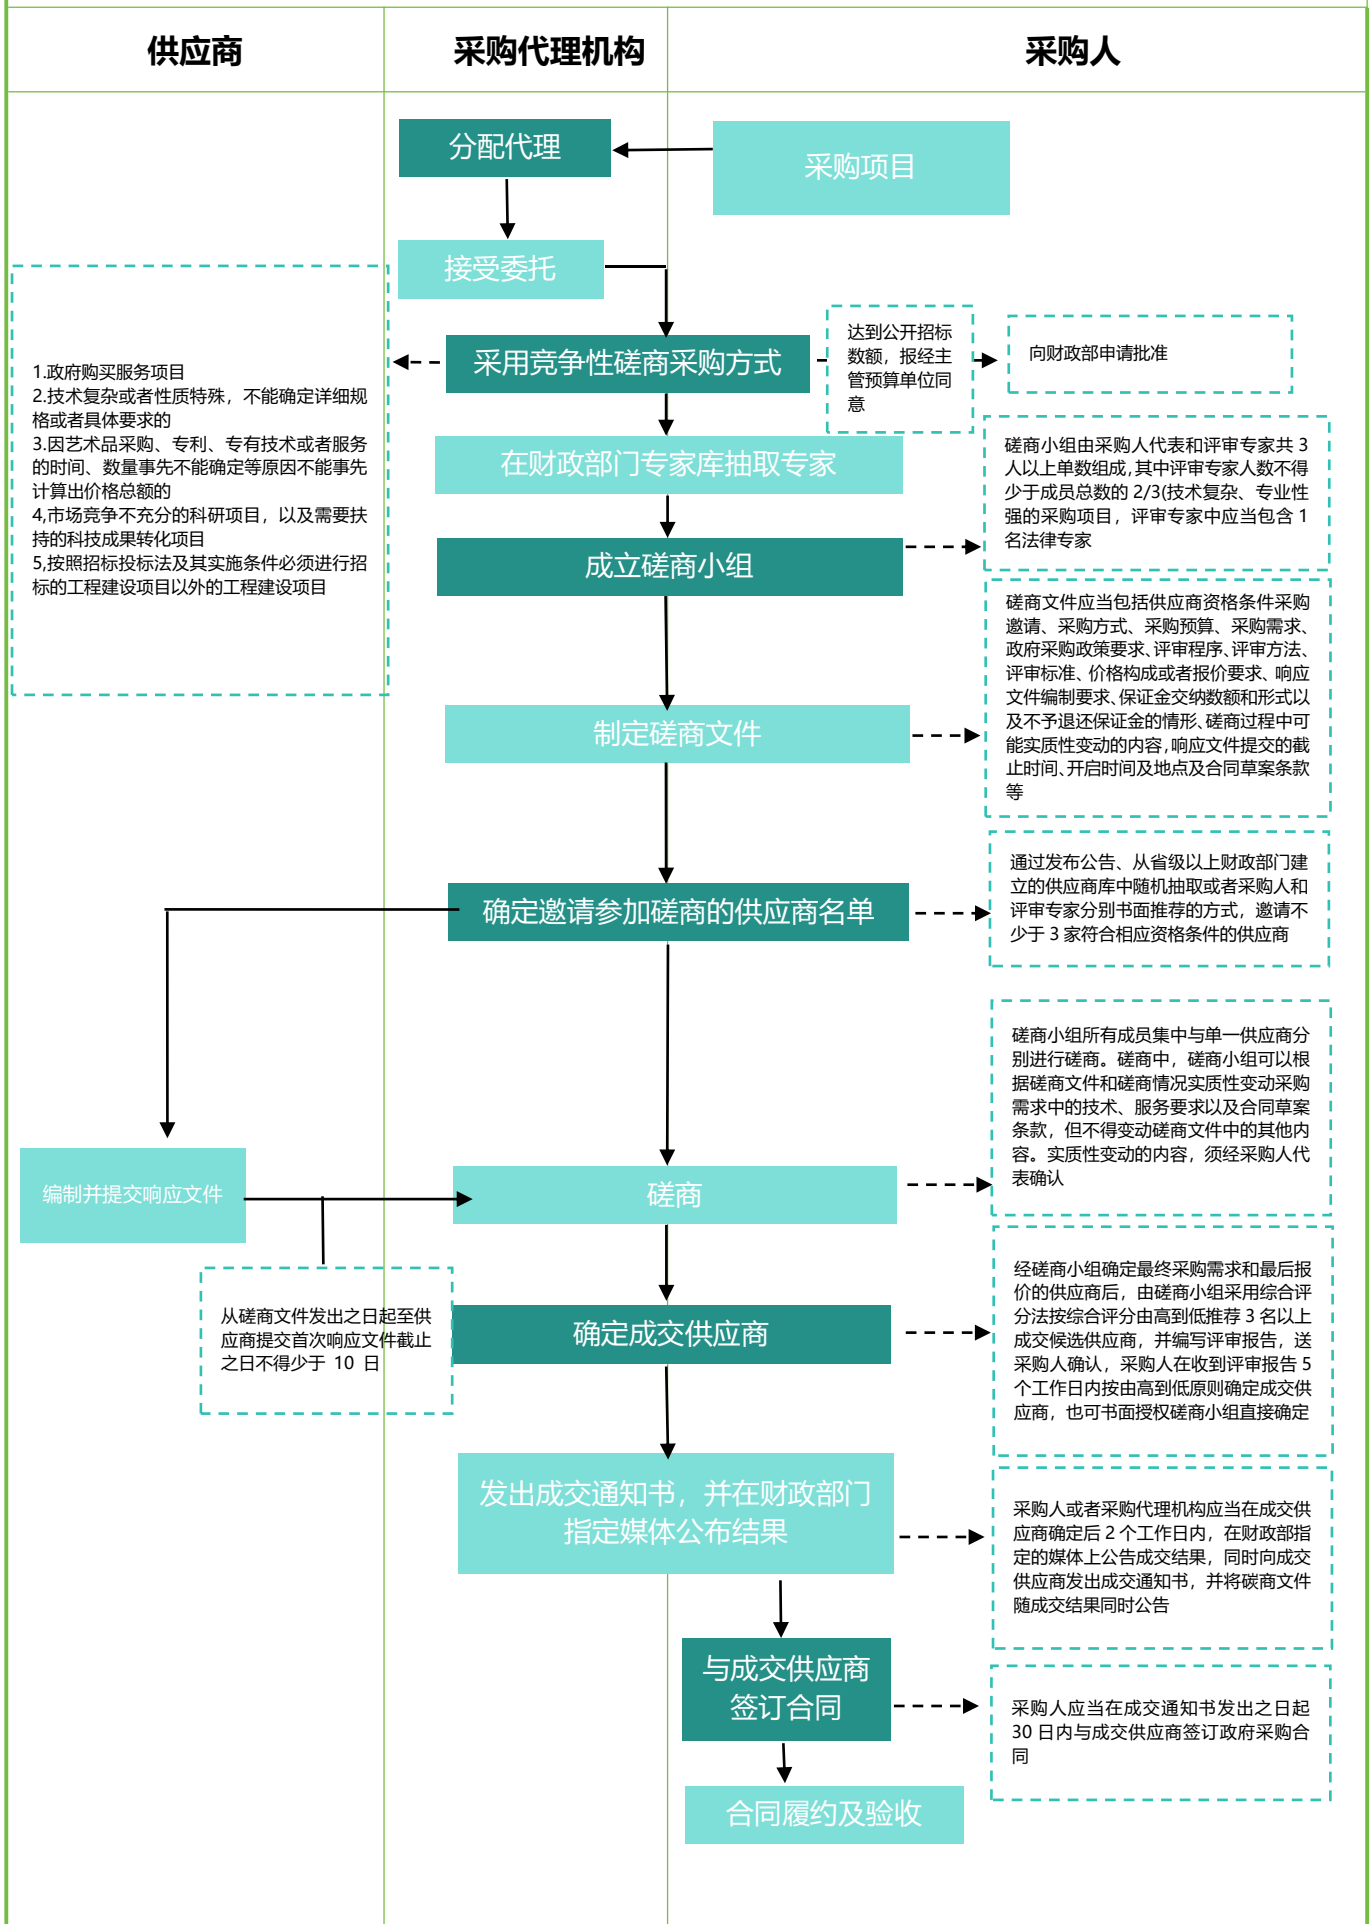 供应商
采购代理机构
采购人
分配代理
采购项目
接受委托
采用竞争性磋商采购方式
达到公开招标
数额，报经主
管预算单位同
意
向财政部申请批准
1.政府购买服务项目
2.技术复杂或者性质特殊，不能确定详细规
格或者具体要求的
3.因艺术品采购、专利、专有技术或者服务
的时间、数量事先不能确定等原因不能事先
计算出价格总额的
4,市场竞争不充分的科研项目，以及需要扶
持的科技成果转化项目
5,按照招标投标法及其实施条件必须进行招
标的工程建设项目以外的工程建设项目
在财政部门专家库抽取专家
磋商小组由采购人代表和评审专家共 3
人以上单数组成,其中评审专家人数不得
少于成员总数的 2/3(技术复杂、专业性
强的采购项目，评审专家中应当包含 1
名法律专家
成立磋商小组
磋商文件应当包括供应商资格条件采购
邀请、采购方式、采购预算、采购需求、
政府采购政策要求、评审程序、评审方法、
评审标准、价格构成或者报价要求、响应
文件编制要求、保证金交纳数额和形式以
及不予退还保证金的情形、磋商过程中可
能实质性变动的内容,响应文件提交的截
止时间、开启时间及地点及合同草案条款
等
制定磋商文件
通过发布公告、从省级以上财政部门建
立的供应商库中随机抽取或者采购人和
评审专家分别书面推荐的方式，邀请不
少于 3 家符合相应资格条件的供应商
确定邀请参加磋商的供应商名单
磋商小组所有成员集中与单一供应商分
别进行磋商。磋商中，磋商小组可以根
据磋商文件和磋商情况实质性变动采购
需求中的技术、服务要求以及合同草案
条款，但不得变动磋商文件中的其他内
容。实质性变动的内容，须经采购人代
表确认
编制并提交响应文件
磋商
从磋商文件发出之日起至供
应商提交首次响应文件截止
之日不得少于 10 日
确定成交供应商
经磋商小组确定最终采购需求和最后报
价的供应商后，由磋商小组采用综合评
分法按综合评分由高到低推荐 3 名以上
成交候选供应商，并编写评审报告，送
采购人确认，采购人在收到评审报告 5
个工作日内按由高到低原则确定成交供
应商，也可书面授权磋商小组直接确定
发出成交通知书，并在财政部门
指定媒体公布结果
采购人或者采购代理机构应当在成交供
应商确定后 2 个工作日内，在财政部指
定的媒体上公告成交结果，同时向成交
供应商发出成交通知书，并将碳商文件
随成交结果同时公告
与成交供应商
签订合同
采购人应当在成交通知书发出之日起
30 日内与成交供应商签订政府采购合
同
合同履约及验收